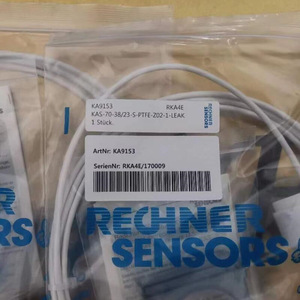 KA9153 RKA4E
KAS-70-38/23-S-PTFE-Z02-1-LEAK
1 Stück
ArtNr: KA9153
SerienNr: RKA4E/170009
RECHNER
SENSORS
RECHNER
SENSORS